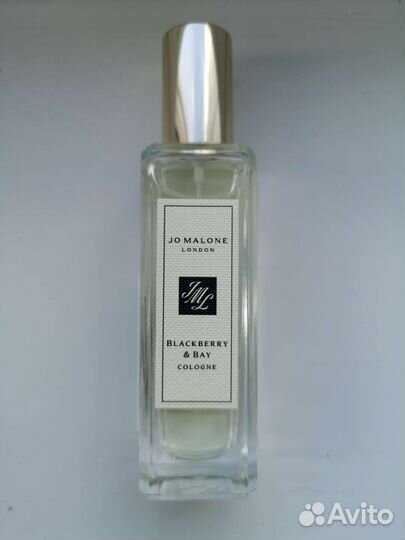 JO MALONE
LONDON
JML
BLACKBERRY
& BAY
COLOGNE
Avito